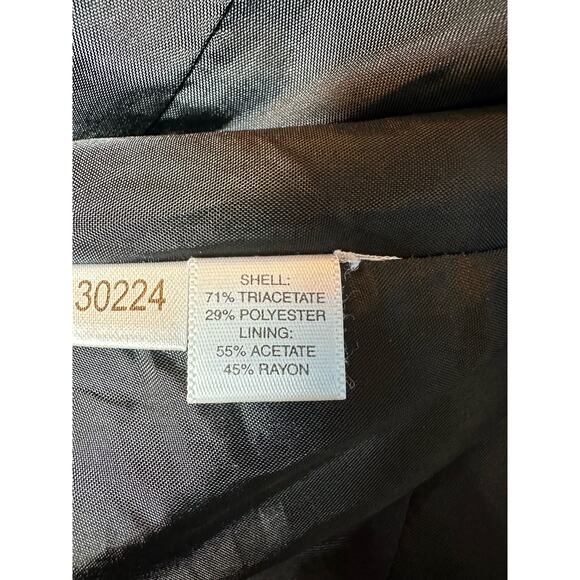 30224
SHELL:
71% TRIACETATE
29% POLYESTER
LINING:
55% ACETATE
45% RAYON